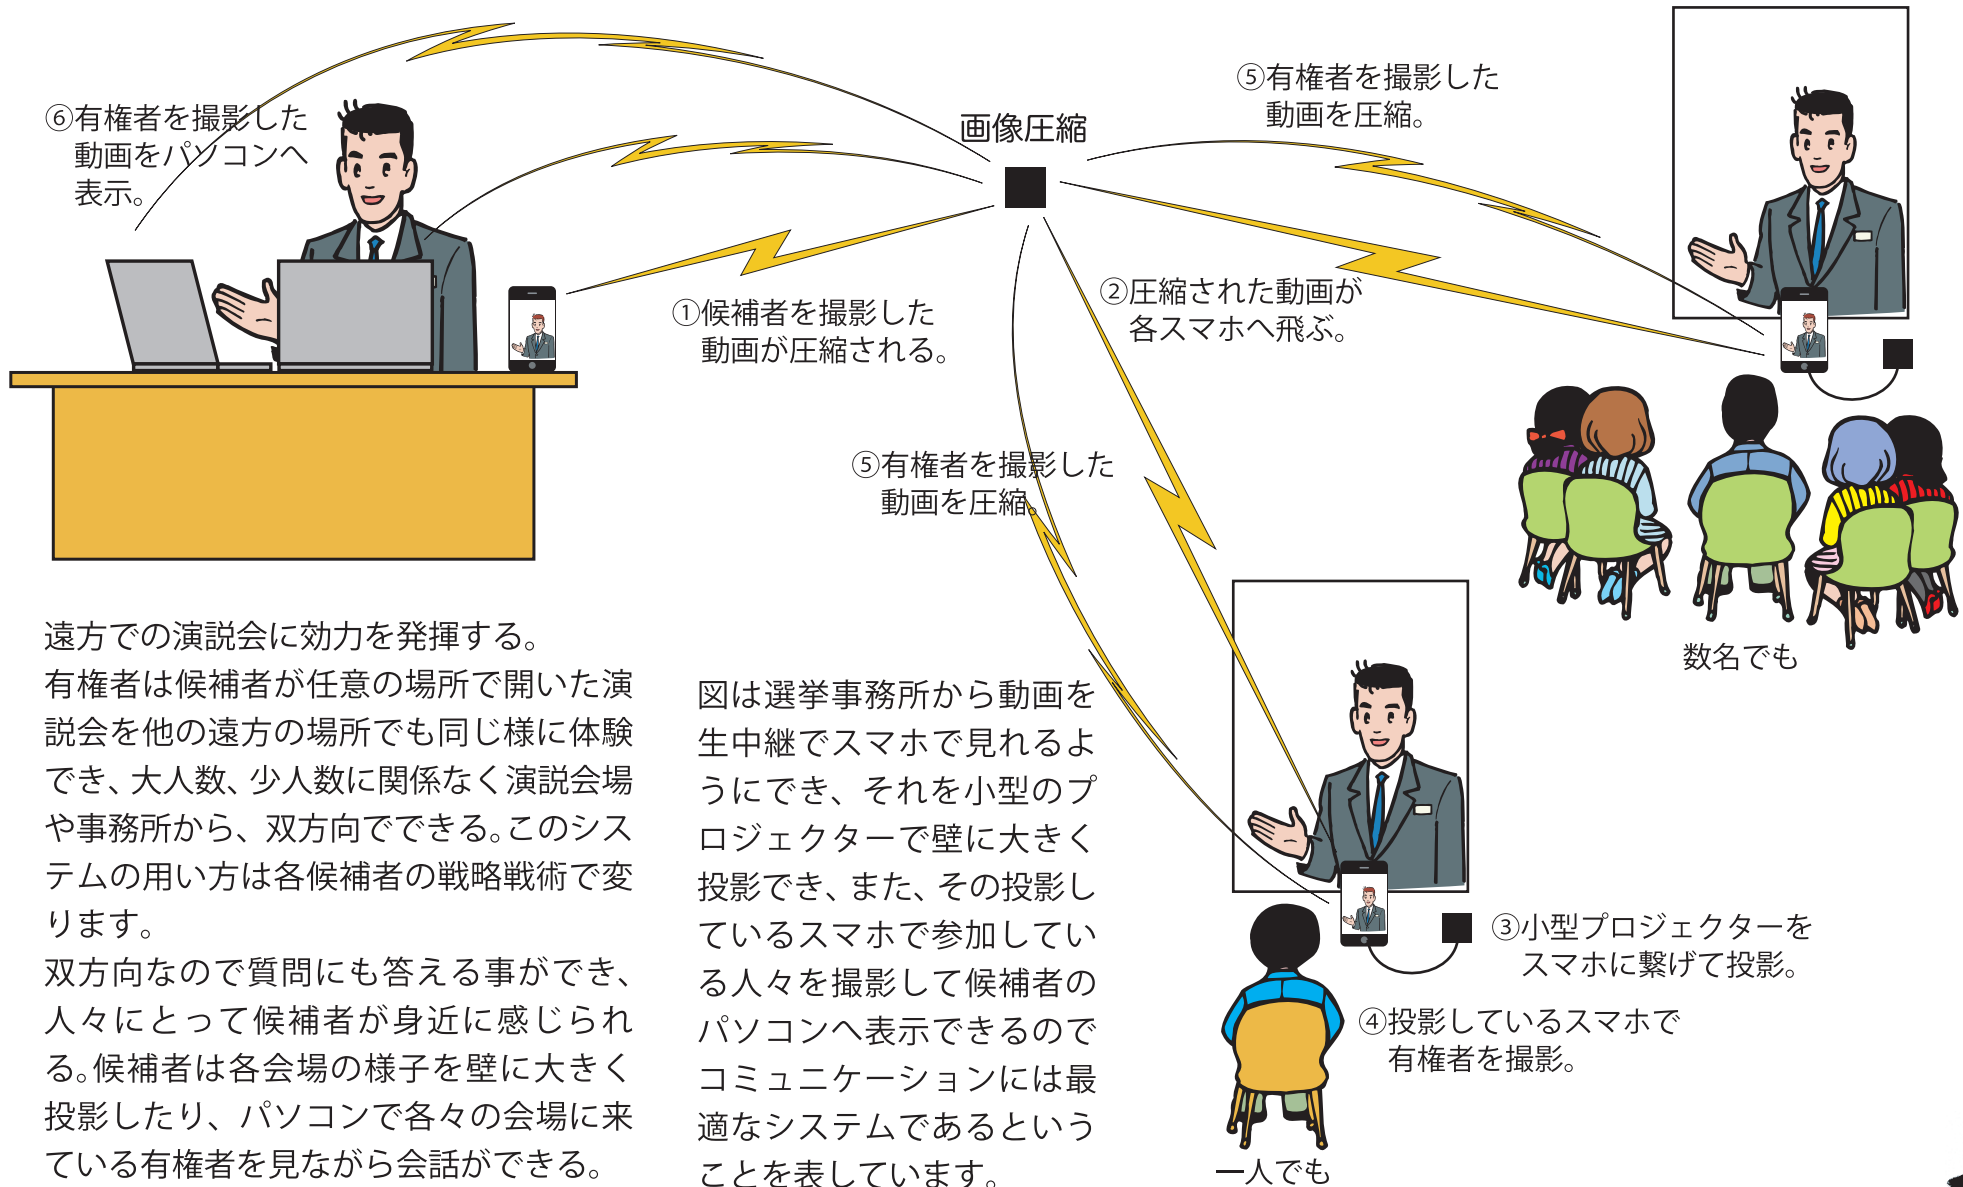 ⑥有権者を撮影した
動画をパソコンへ
表示。
画像圧縮
⑤有権者を撮影した
動画を圧縮。
①候補者を撮影した
動画が圧縮される。
②圧縮された動画が
各スマホへ飛ぶ。
⑤有権者を撮影した
動画を圧縮。
数名でも
遠方での演説会に効力を発揮する。
有権者は候補者が任意の場所で開いた演
説会を他の遠方の場所でも同じ様に体験
でき、大人数、少人数に関係なく演説会場
や事務所から、双方向でできる。このシス
テムの用い方は各候補者の戦略戦術で変
ります。
双方向なので質問にも答える事ができ、
人々にとって候補者が身近に感じられ
る。候補者は各会場の様子を壁に大きく
投影したり、パソコンで各々の会場に来
ている有権者を見ながら会話ができる。
図は選挙事務所から動画を
生中継でスマホで見れるよ
うにでき、それを小型のプ
ロジェクターで壁に大きく
投影でき、また、その投影し
ているスマホで参加してい
る人々を撮影して候補者の
パソコンへ表示できるので
コミュニケーションには最
適なシステムであるという
ことを表しています。
③小型プロジェクターを
スマホに繋げて投影。
④投影しているスマホで
有権者を撮影。
一人でも